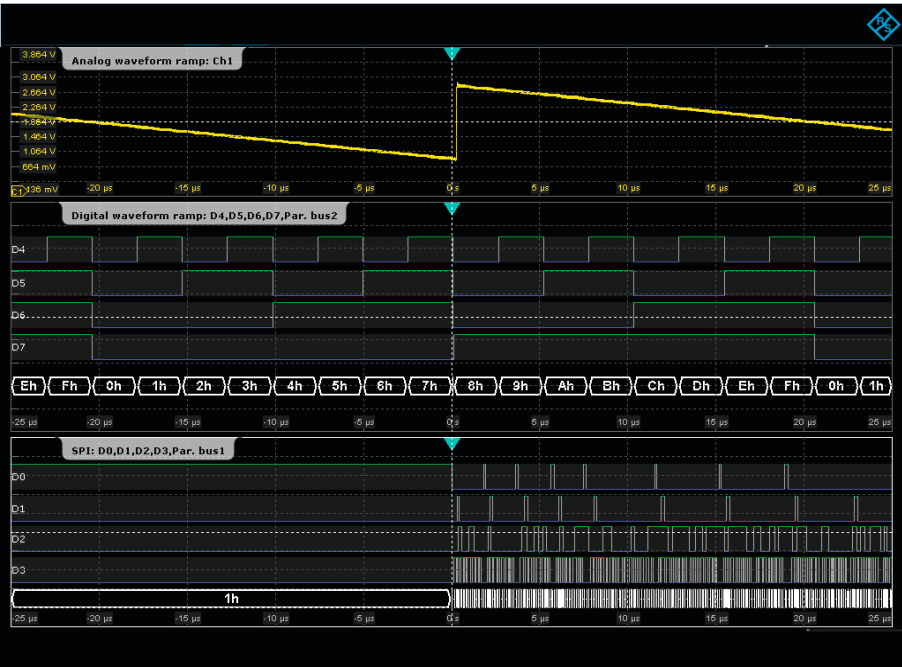 R&S
3.864 V
Analog waveform ramp: Ch1
3.064 V
2.664 V
2.264 V
1.864 V
1.464 V
1.064 V
664 mV
-20 µs -15 µs -10 µs -5 µs 0 s 5 µs 10 µs 15 µs 20 µs 25 µs
Digital waveform ramp: D4,D5,D6,D7,Par. bus2
D4
D5
D6
D7
Eh Fh 0h 1h 2h 3h 4h 5h 6h 7h 8h 9h Ah Bh Ch Dh Eh Fh 0h 1h
-25 µs -20 µs -15 µs -10 µs -5 µs 0 s 5 µs 10 µs 15 µs 20 µs 25 µs
SPI: D0,D1,D2,D3,Par. bus1
D0
D1
D2
D3
1h
-25 µs -20 µs -15 µs -10 µs -5 µs 0 s 5 µs 10 µs 15 µs 20 µs 25 µs